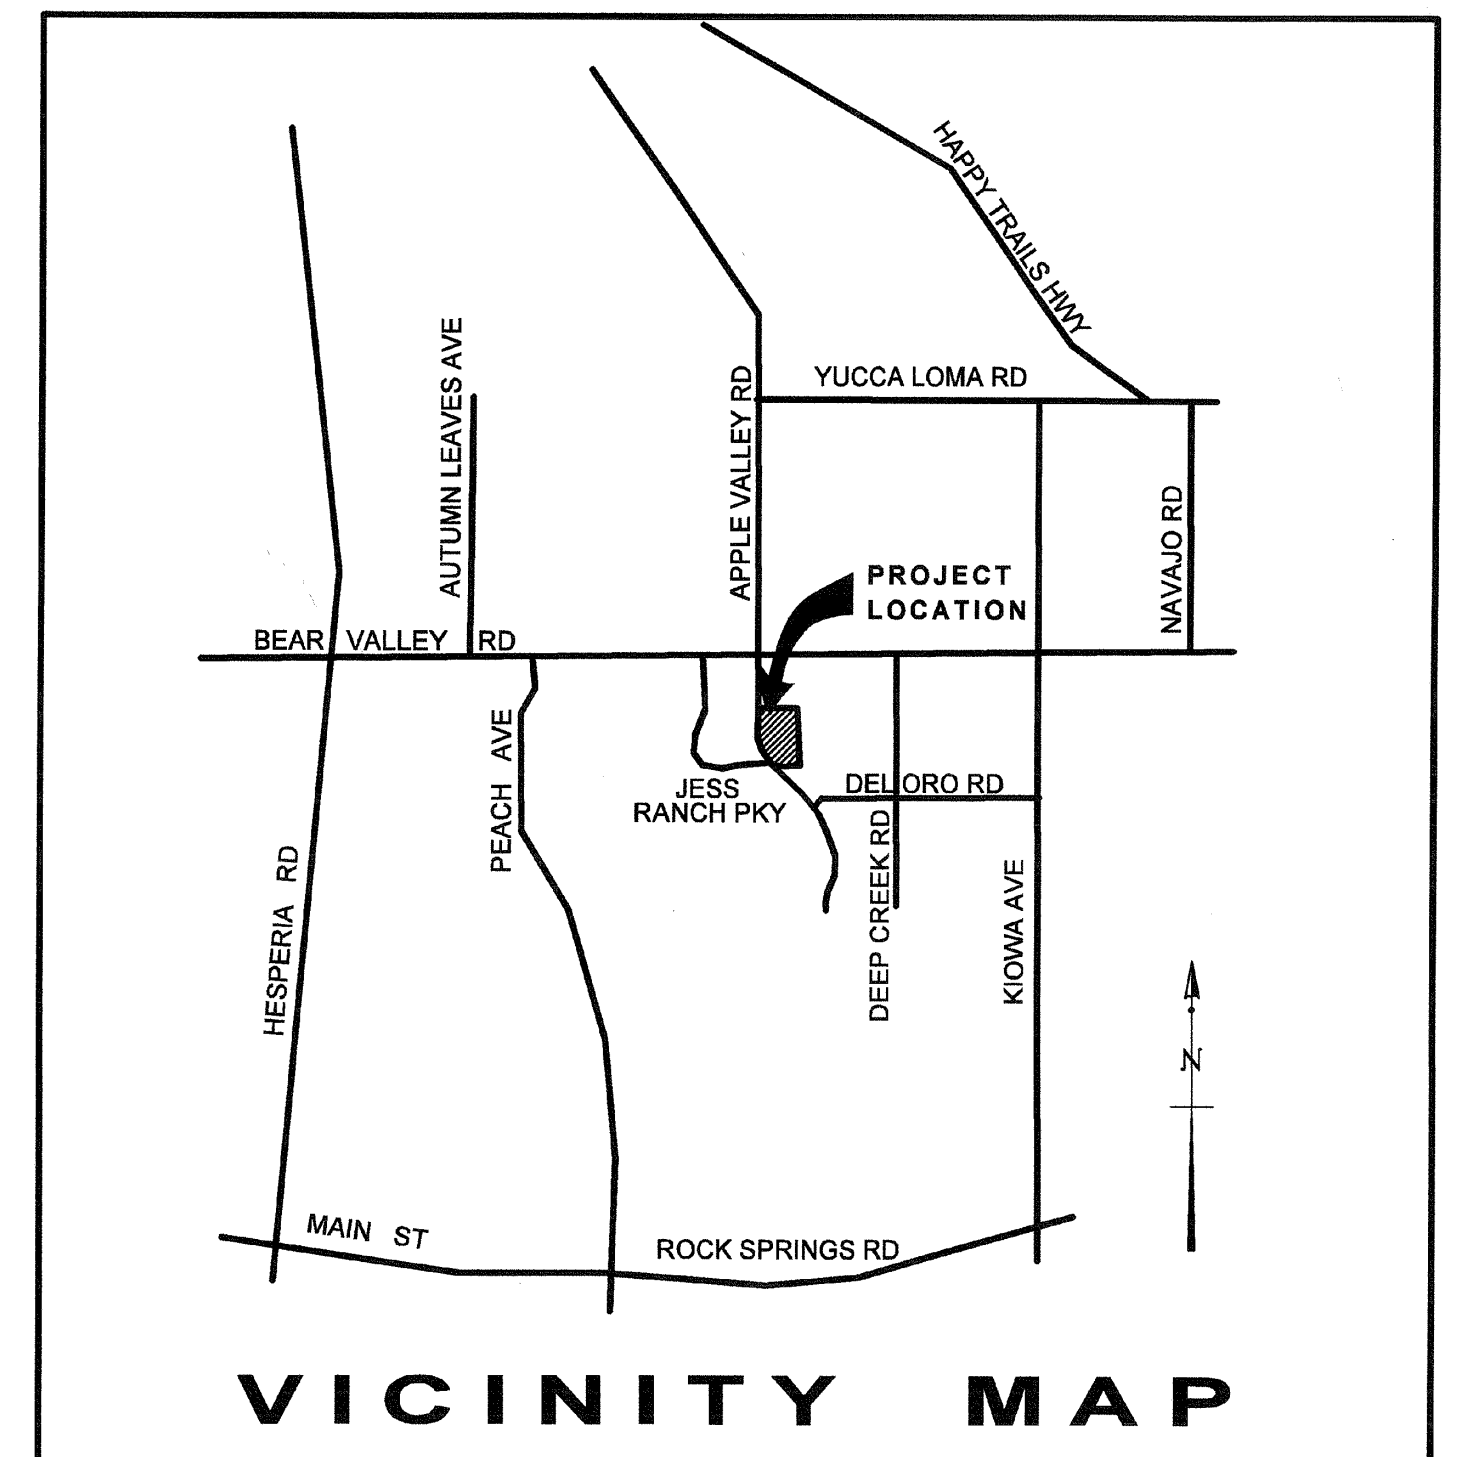 HAPPY TRAILS HWY
AUTUMN LEAVES AVE
APPLE VALLEY RD
YUCCA LOMA RD
NAVAJO RD
PROJECT
LOCATION
BEAR VALLEY RD
PEACH AVE
JESS
RANCH PKY
DEL ORO RD
HESPERIA RD
DEEP CREEK RD
KIOWA AVE
N
MAIN ST
ROCK SPRINGS RD
VICINITY MAP